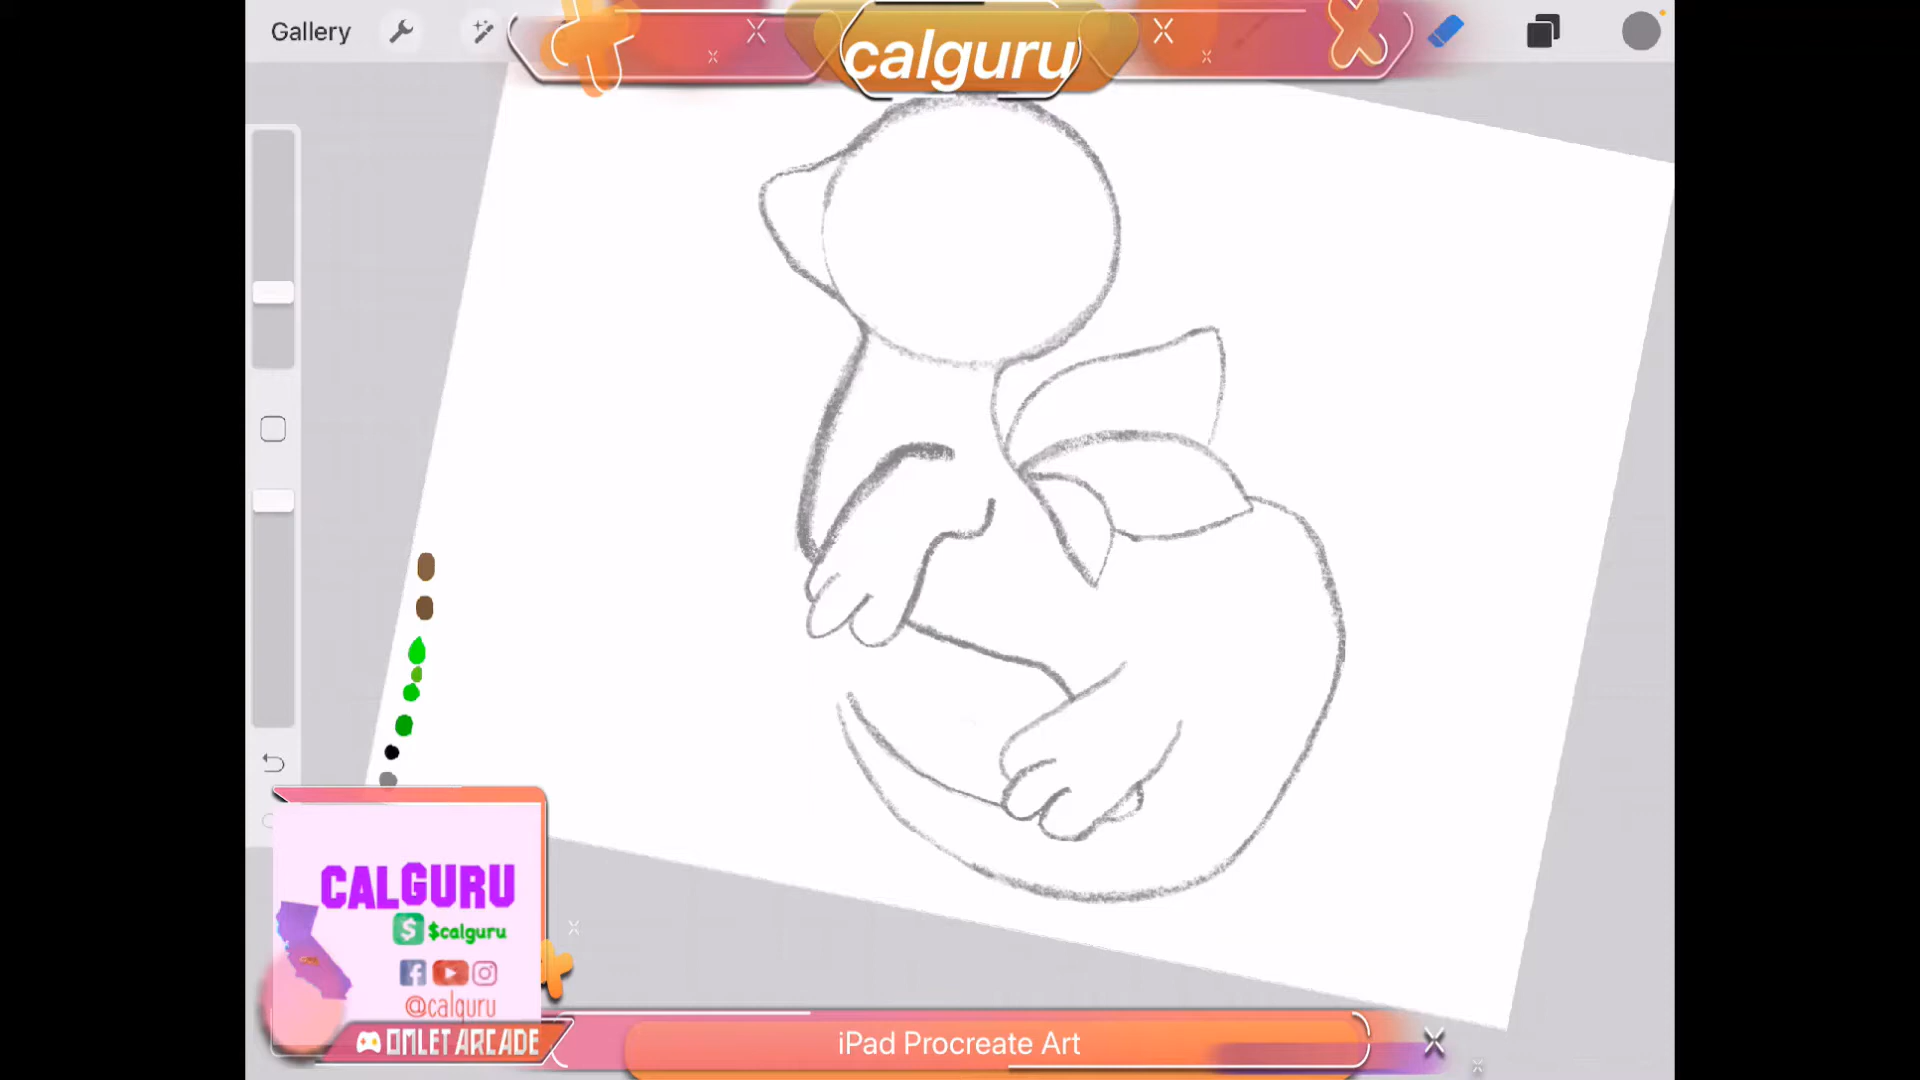 Gallery
calguru
CALGURU
$ $calguru
@calguru
OMLET ARCADE
iPad Procreate Art